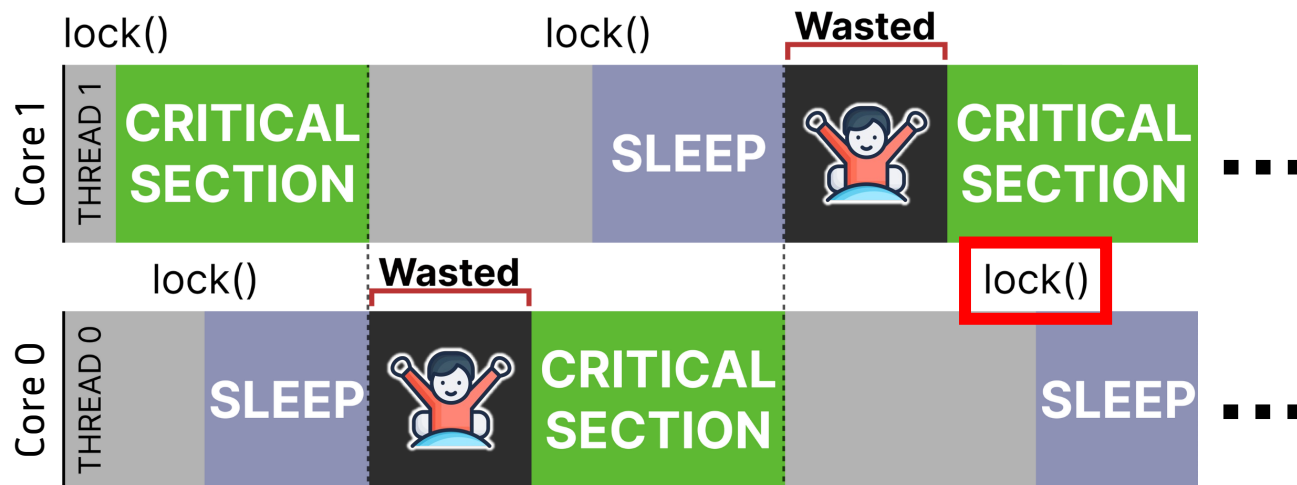 lock()
lock()
Wasted
Core 1
THREAD 1
CRITICAL
SECTION
SLEEP
CRITICAL
SECTION
...
lock()
Wasted
lock()
Core 0
THREAD 0
SLEEP
CRITICAL
SECTION
SLEEP
...